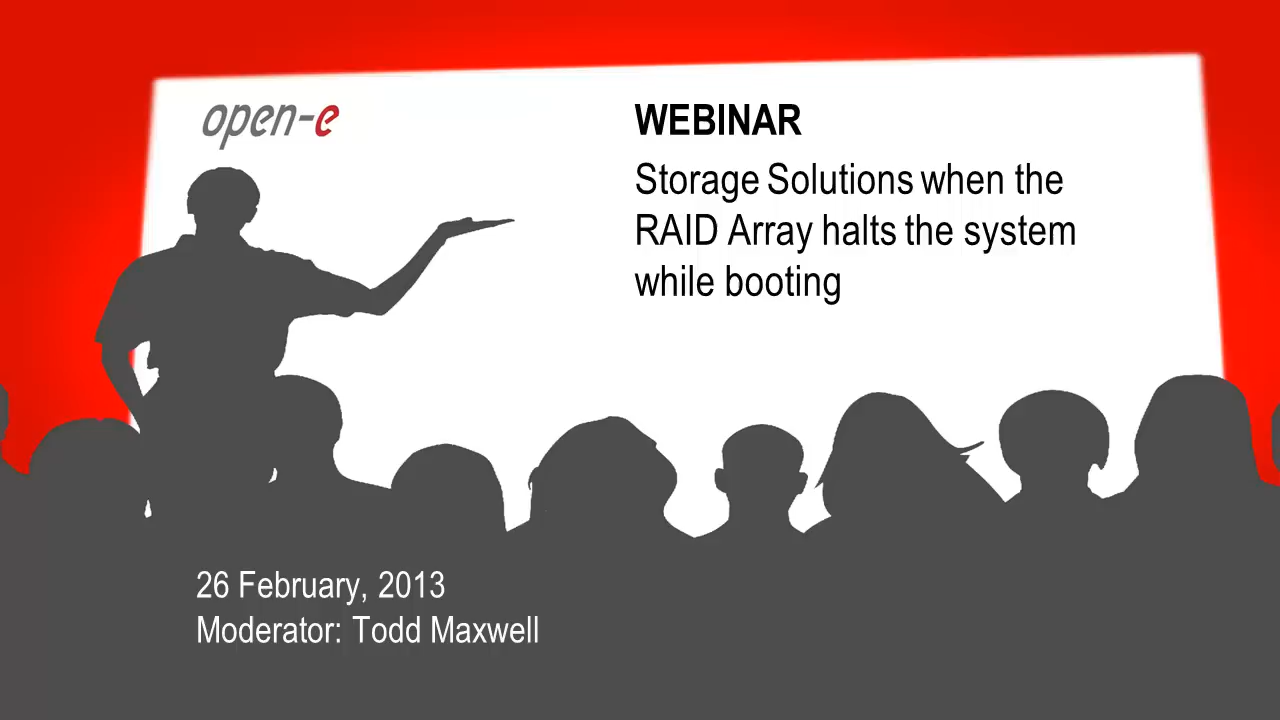 open-e
WEBINAR
Storage Solutions when the
RAID Array halts the system
while booting
26 February, 2013
Moderator: Todd Maxwell